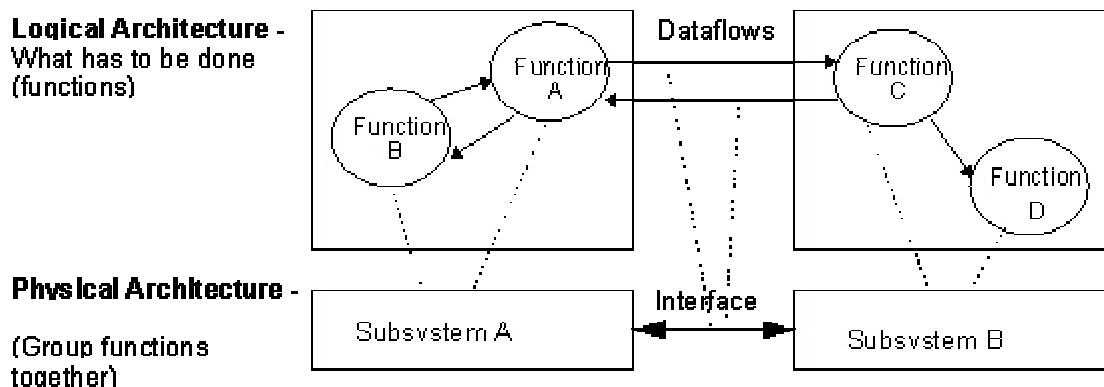 Logical Architecture -
What has to be done
(functions)
Dataflows
Function
A
Function
B
Function
C
Function
D
Physical Architecture -
(Group functions
together)
Subsystem A
Interface
Subsystem B